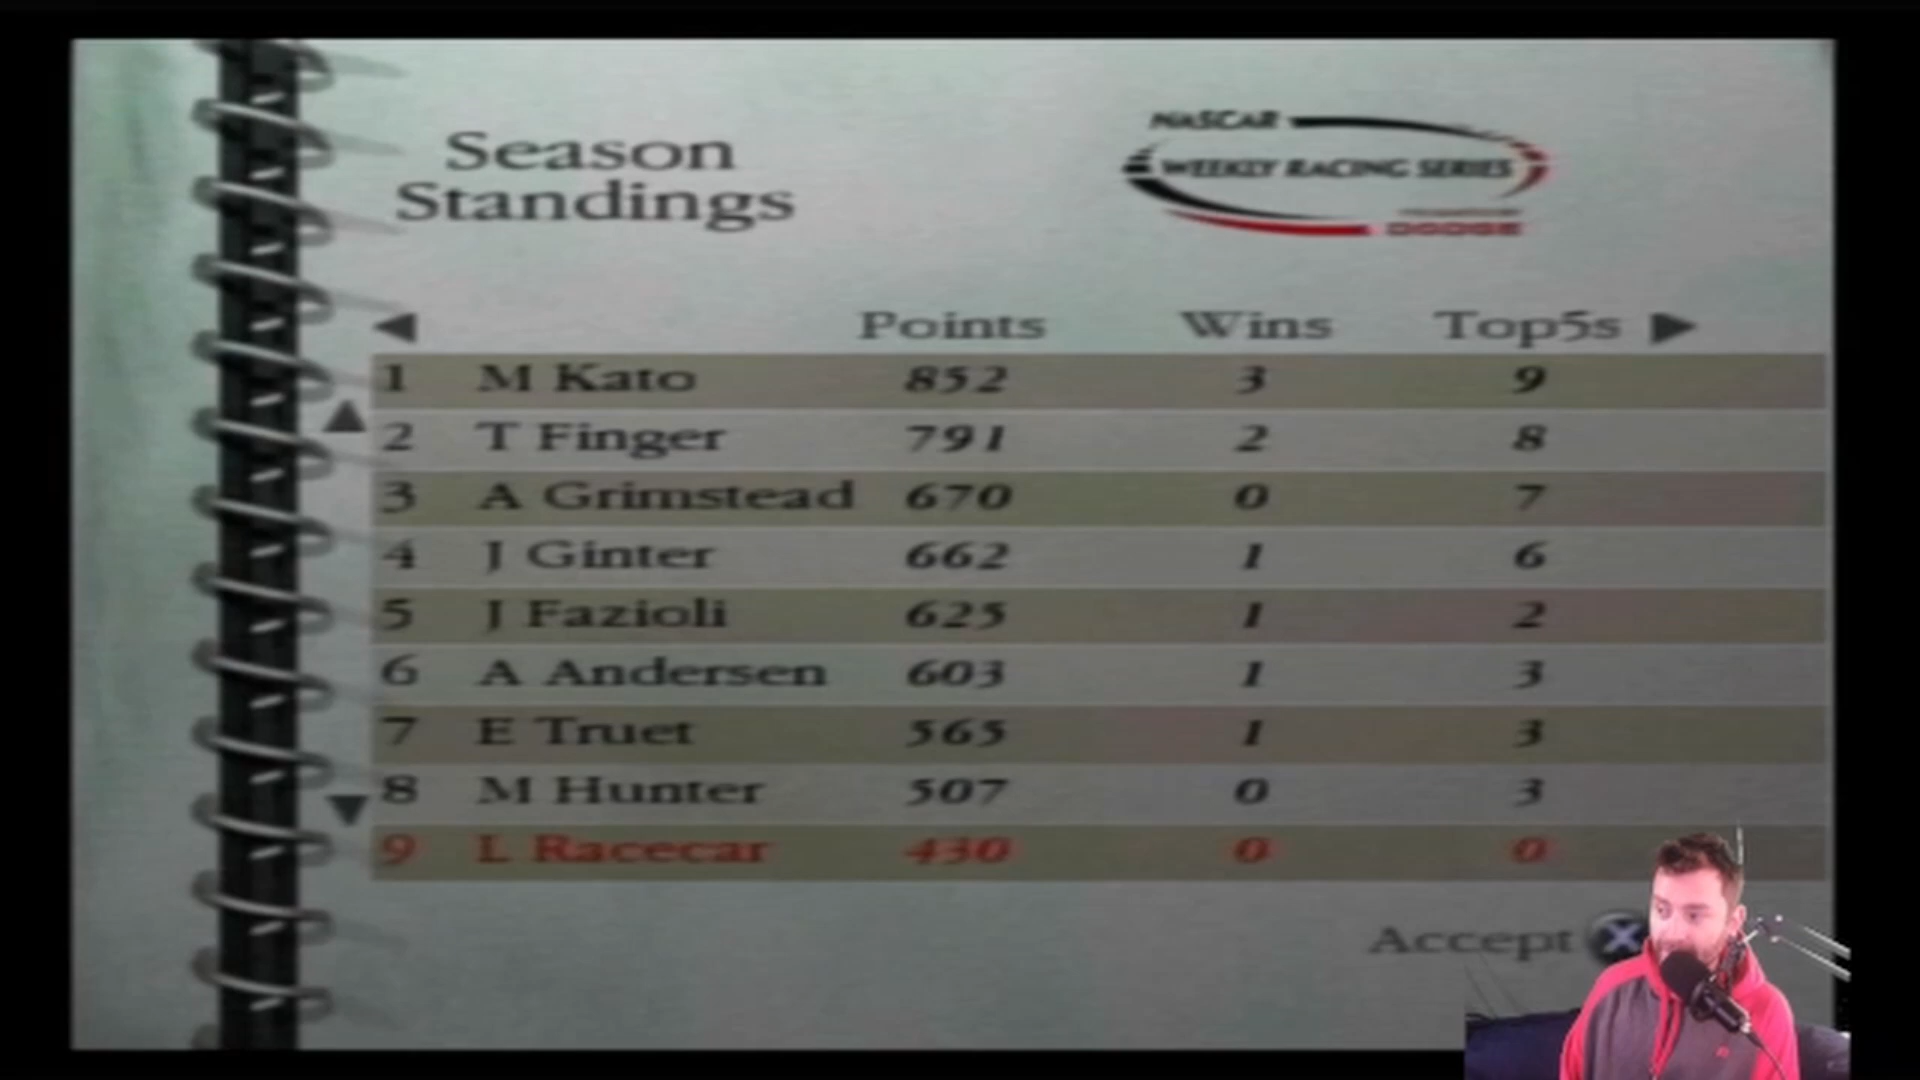 Season
Standings
NASCAR
WEEKLY RACING SERIES
DODGE
Points Wins Top5s
1 M Kato 852 3 9
2 T Finger 791 2 8
3 A Grimstead 670 0 7
4 J Ginter 662 1 6
5 J Fazioli 625 1 2
6 A Andersen 603 1 3
7 E Truet 565 1 3
8 M Hunter 507 0 3
9 L Racecar 430 0 0
Accept